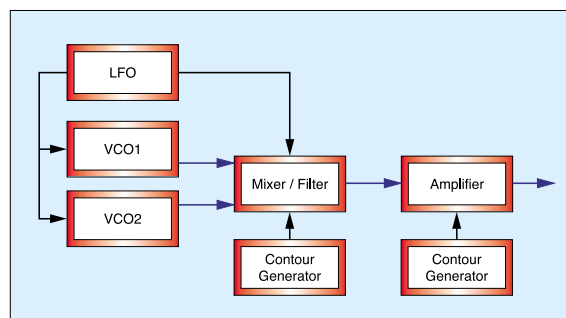 LFO
VCO1
VCO2
Mixer / Filter
Amplifier
Contour
Generator
Contour
Generator